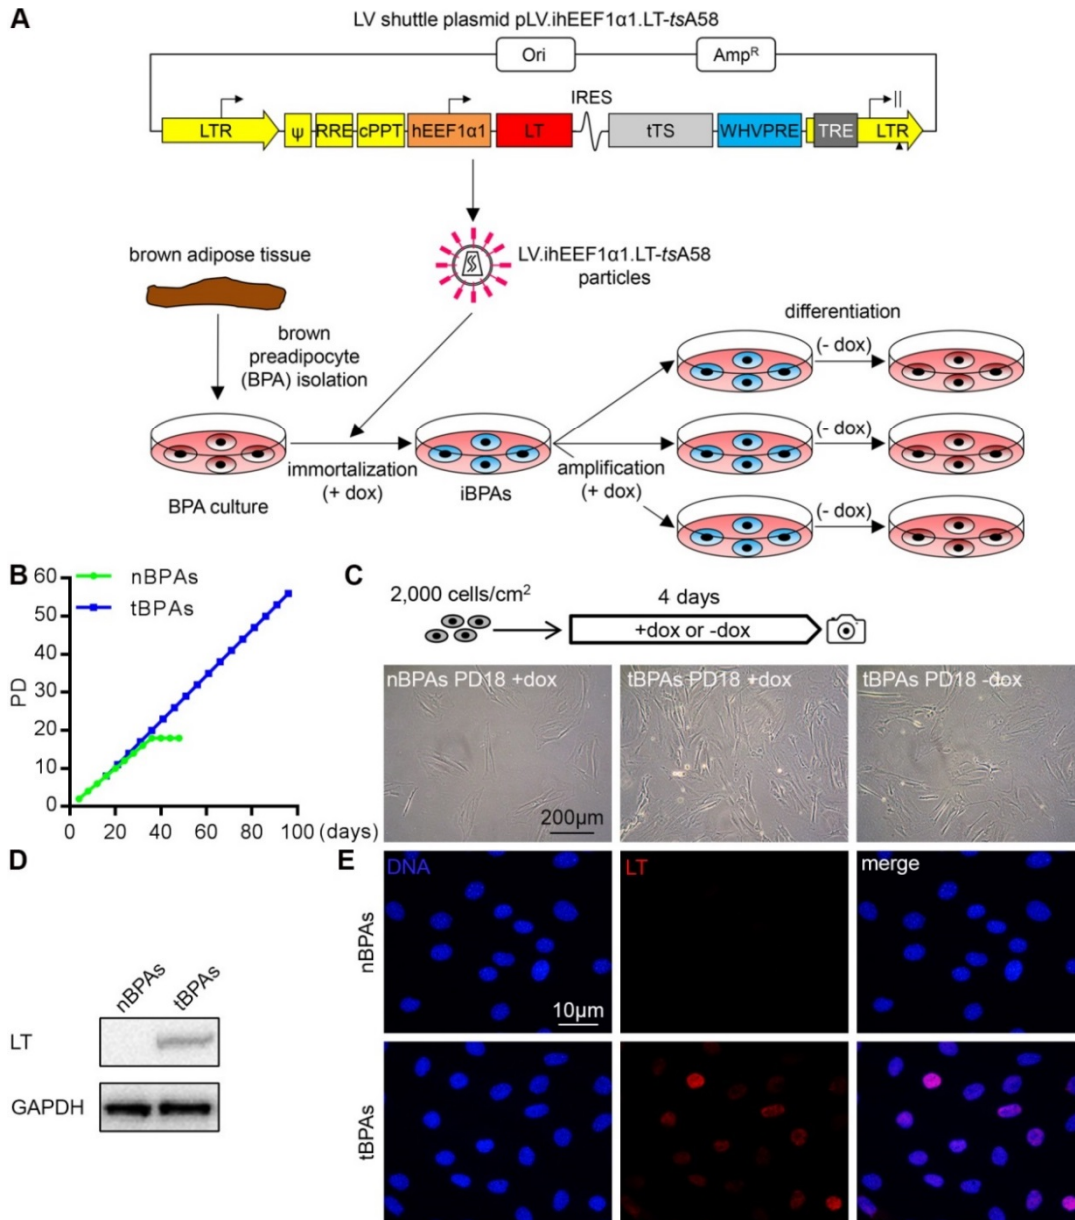 A
LV shuttle plasmid pLV.ihEEF1α1.LT-tsA58
Ori
AmpR
IRES
LTR
ψ
RRE
cPPT
hEEF1α1
LT
tTS
WHVPRE
TRE
LTR
brown adipose tissue
LV.ihEEF1α1.LT-tsA58
particles
brown
preadipocyte
(BPA) isolation
differentiation
(- dox)
immortalization
(+ dox)
amplification
(+ dox)
(- dox)
BPA culture
iBPAs
(- dox)
B
nBPAs
tBPAs
PD
60
50
40
30
20
10
0
0 20 40 60 80 100 (days)
C
2,000 cells/cm2
4 days
+dox or -dox
nBPAs PD18 +dox
tBPAs PD18 +dox
tBPAs PD18 -dox
200µm
D
nBPAs
tBPAs
LT
GAPDH
E
DNA
LT
merge
nBPAs
10µm
tBPAs